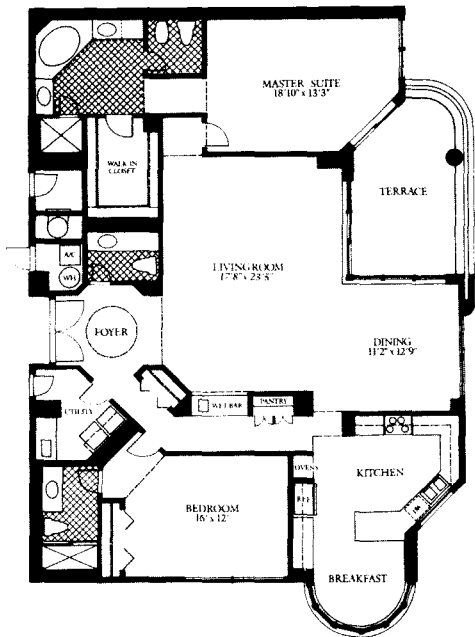 MASTER SUITE
18'10" x 13'3"
WALK IN
CLOSET
TERRACE
A/C
WH
LIVING ROOM
17'8" x 23'5"
FOYER
DINING
11'2" x 12'9"
UTILITY
WET BAR
PANTRY
OVENS
KITCHEN
REF
BEDROOM
16' x 12'
BREAKFAST